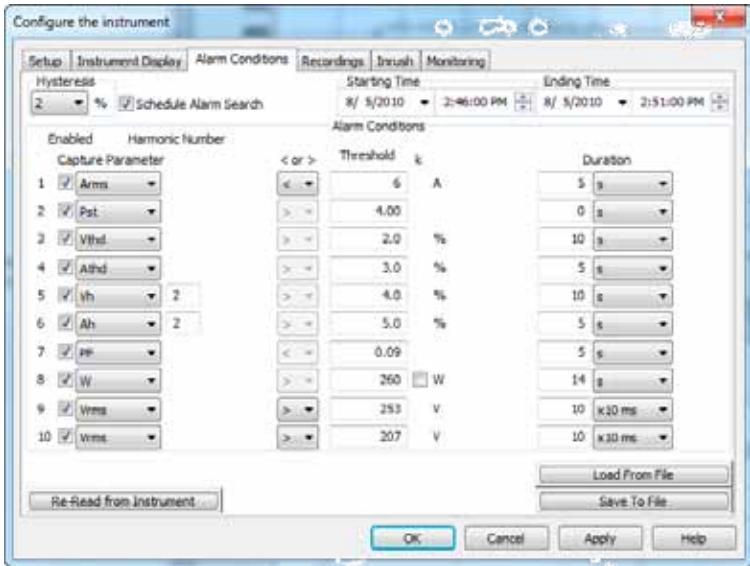 Configure the instrument
Setup Instrument Display Alarm Conditions Recordings Inrush Monitoring
Hysteresis Starting Time Ending Time
2 % Schedule Alarm Search 8/ 5/2010 2:46:00 PM 8/ 5/2010 2:51:00 PM
Alarm Conditions
Enabled Harmonic Number
Capture Parameter < or > Threshold k Duration
1 Arms < 6 A 5 s
2 Pst > 4.00 0 s
3 Vthd > 2.0 % 10 s
4 Athd > 3.0 % 5 s
5 Vh 2 > 4.0 % 10 s
6 Ah 2 > 5.0 % 5 s
7 PF < 0.09 5 s
8 W > 260 W 14 s
9 Vrms > 253 V 10 x10 ms
10 Vrms > 207 V 10 x10 ms
Load From File
Re-Read from Instrument Save To File
OK Cancel Apply Help